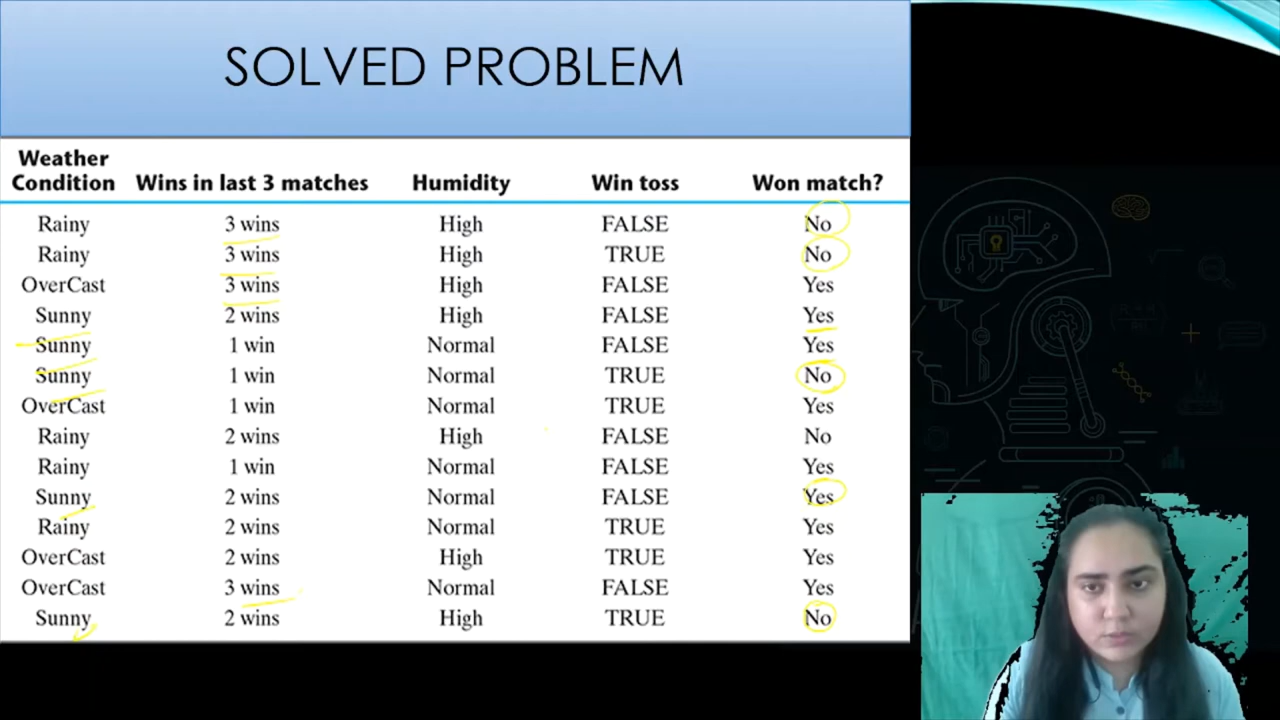 SOLVED PROBLEM
Weather Condition Wins in last 3 matches Humidity Win toss Won match?
Rainy 3 wins High FALSE No
Rainy 3 wins High TRUE No
OverCast 3 wins High FALSE Yes
Sunny 2 wins High FALSE Yes
Sunny 1 win Normal FALSE Yes
Sunny 1 win Normal TRUE No
OverCast 1 win Normal TRUE Yes
Rainy 2 wins High FALSE No
Rainy 1 win Normal FALSE Yes
Sunny 2 wins Normal FALSE Yes
Rainy 2 wins Normal TRUE Yes
OverCast 2 wins High TRUE Yes
OverCast 3 wins Normal FALSE Yes
Sunny 2 wins High TRUE No